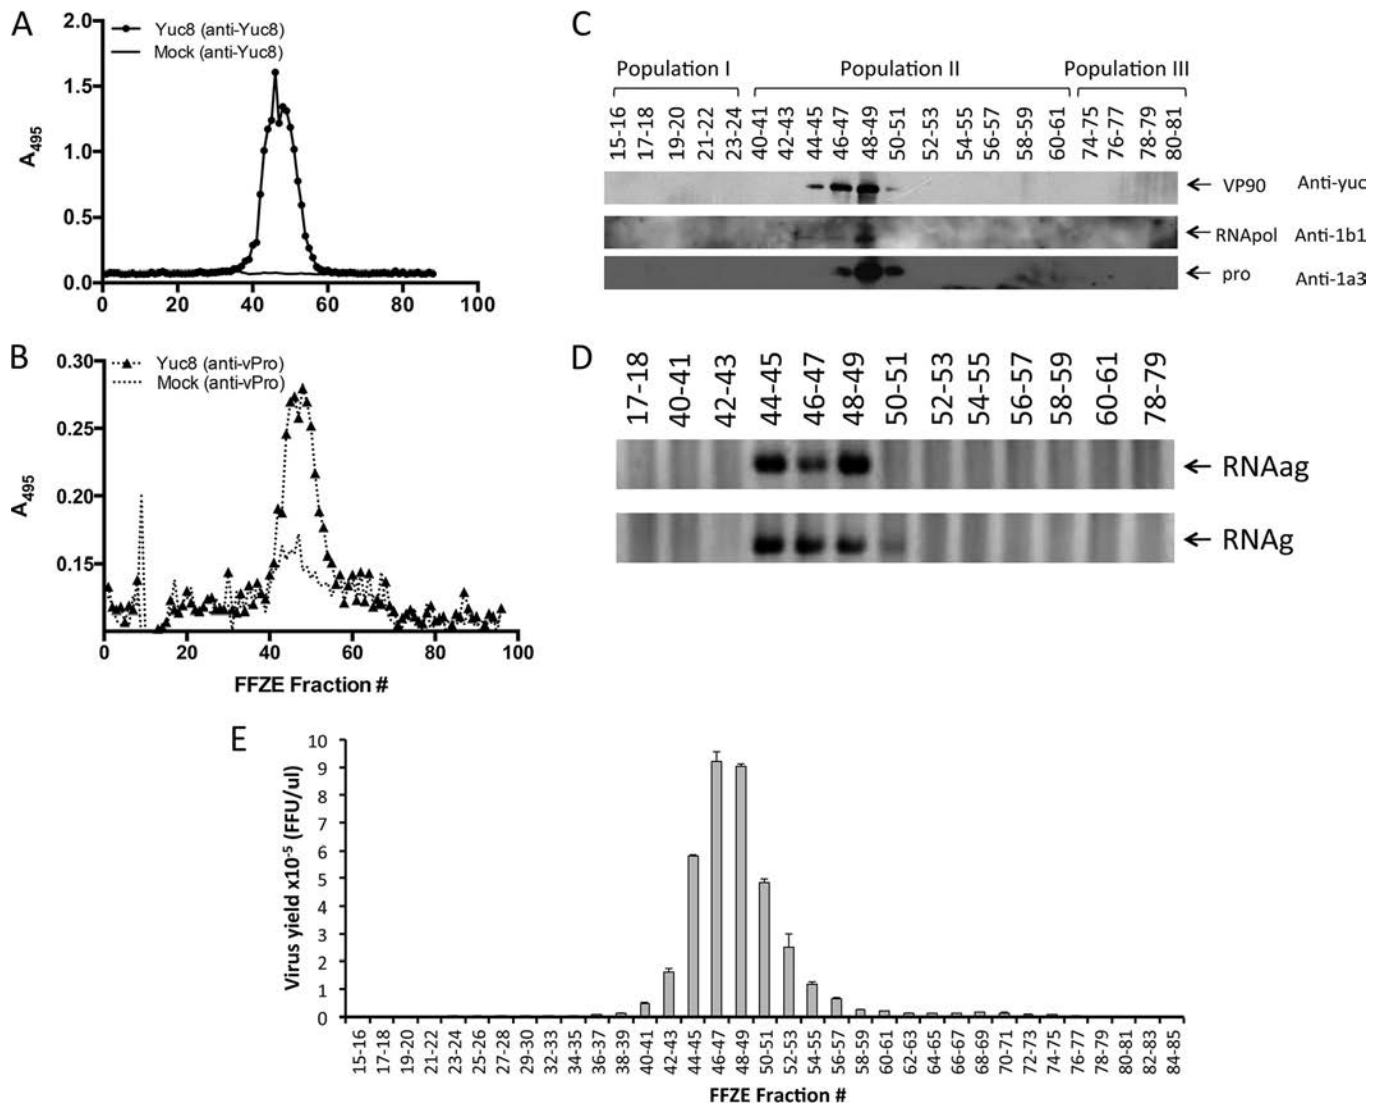 A
2.0
1.5
1.0
0.5
0.0
A495
Yuc8 (anti-Yuc8)
Mock (anti-Yuc8)
0 20 40 60 80 100
B
0.30
0.25
0.20
0.15
A495
Yuc8 (anti-vPro)
Mock (anti-vPro)
0 20 40 60 80 100
FFZE Fraction #
C
Population I Population II Population III
15-16 17-18 19-20 21-22 23-24 40-41 42-43 44-45 46-47 48-49 50-51 52-53 54-55 56-57 58-59 60-61 74-75 76-77 78-79 80-81
← VP90 Anti-yuc
← RNApol Anti-1b1
← pro Anti-1a3
D
17-18 40-41 42-43 44-45 46-47 48-49 50-51 52-53 54-55 56-57 58-59 60-61 78-79
← RNAag
← RNAg
E
Virus yield x10-5 (FFU/ul)
10
9
8
7
6
5
4
3
2
1
0
15-16 17-18 19-20 21-22 23-24 25-26 27-28 29-30 32-33 34-35 36-37 38-39 40-41 42-43 44-45 46-47 48-49 50-51 52-53 54-55 56-57 58-59 60-61 62-63 64-65 66-67 68-69 70-71 72-73 74-75 76-77 78-79 80-81 82-83 84-85
FFZE Fraction #